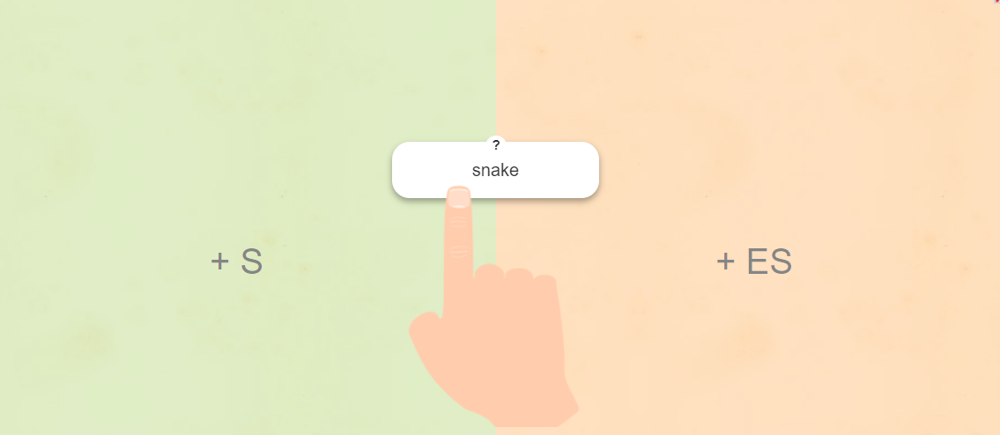 ?
snake
+ S
+ ES